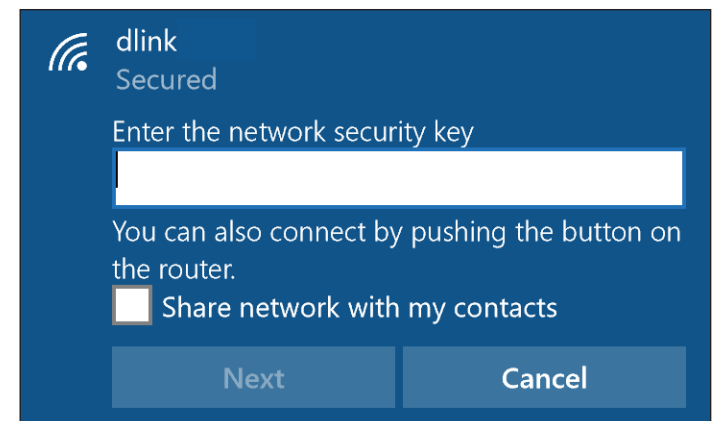 dlink
Secured
Enter the network security key
You can also connect by pushing the button on
the router.
Share network with my contacts
Next
Cancel